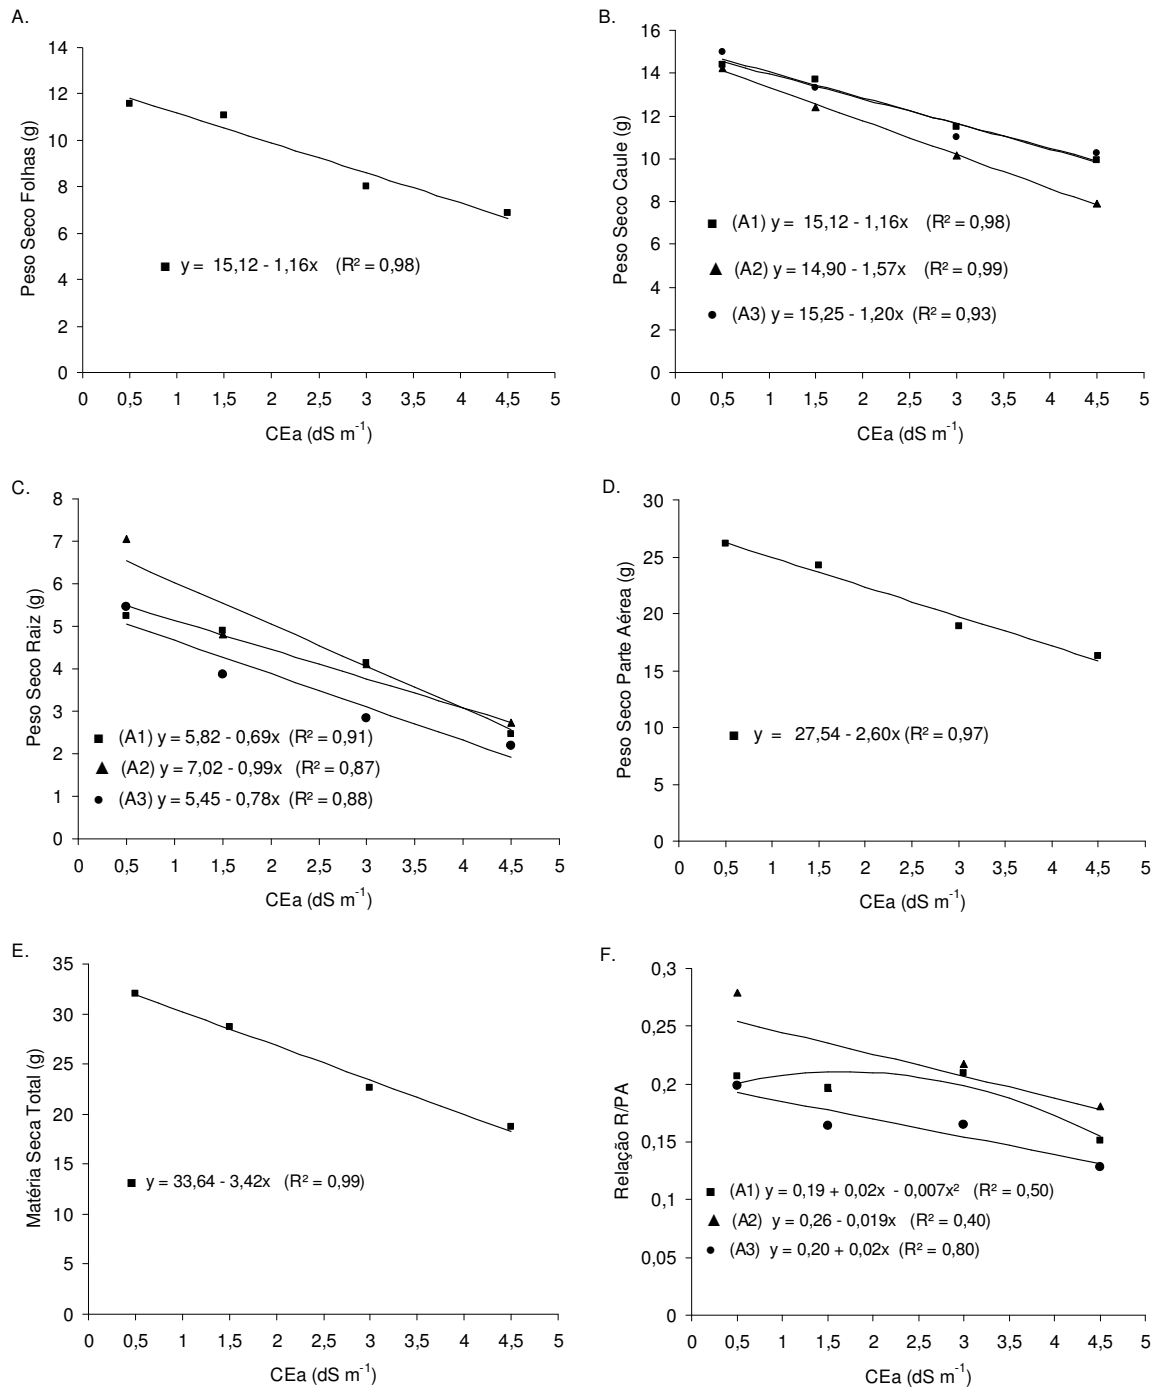 A.
Peso Seco Folhas (g)
14
12
10
8
6
4
2
0
■ y = 15,12 - 1,16x (R² = 0,98)
0 0,5 1 1,5 2 2,5 3 3,5 4 4,5 5
CEa (dS m⁻¹)
B.
Peso Seco Caule (g)
16
14
12
10
8
6
4
2
0
■ (A1) y = 15,12 - 1,16x (R² = 0,98)
▲ (A2) y = 14,90 - 1,57x (R² = 0,99)
● (A3) y = 15,25 - 1,20x (R² = 0,93)
0 0,5 1 1,5 2 2,5 3 3,5 4 4,5 5
CEa (dS m⁻¹)
C.
Peso Seco Raiz (g)
8
7
6
5
4
3
2
1
0
■ (A1) y = 5,82 - 0,69x (R² = 0,91)
▲ (A2) y = 7,02 - 0,99x (R² = 0,87)
● (A3) y = 5,45 - 0,78x (R² = 0,88)
0 0,5 1 1,5 2 2,5 3 3,5 4 4,5 5
CEa (dS m⁻¹)
D.
Peso Seco Parte Aérea (g)
30
25
20
15
10
5
0
■ y = 27,54 - 2,60x (R² = 0,97)
0 0,5 1 1,5 2 2,5 3 3,5 4 4,5 5
CEa (dS m⁻¹)
E.
Matéria Seca Total (g)
35
30
25
20
15
10
5
0
■ y = 33,64 - 3,42x (R² = 0,99)
0 0,5 1 1,5 2 2,5 3 3,5 4 4,5 5
CEa (dS m⁻¹)
F.
Relação R/PA
0,3
0,25
0,2
0,15
0,1
0,05
0
■ (A1) y = 0,19 + 0,02x - 0,007x² (R² = 0,50)
▲ (A2) y = 0,26 - 0,019x (R² = 0,40)
● (A3) y = 0,20 + 0,02x (R² = 0,80)
0 0,5 1 1,5 2 2,5 3 3,5 4 4,5 5
CEa (dS m⁻¹)